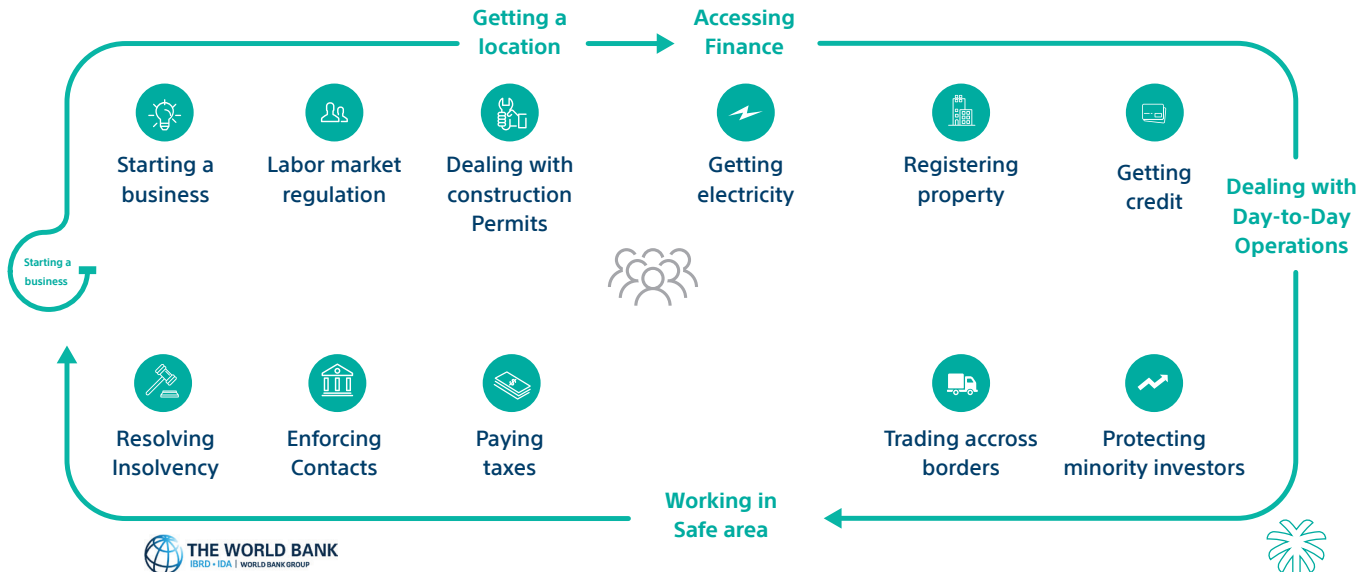 Getting a
location
Accessing
Finance
Starting a
business
Labor market
regulation
Dealing with
construction
Permits
Getting
electricity
Registering
property
Getting
credit
Dealing with
Day-to-Day
Operations
Starting a
business
Resolving
Insolvency
Enforcing
Contacts
Paying
taxes
Trading accross
borders
Protecting
minority investors
Working in
Safe area
THE WORLD BANK
IBRD • IDA | WORLD BANK GROUP